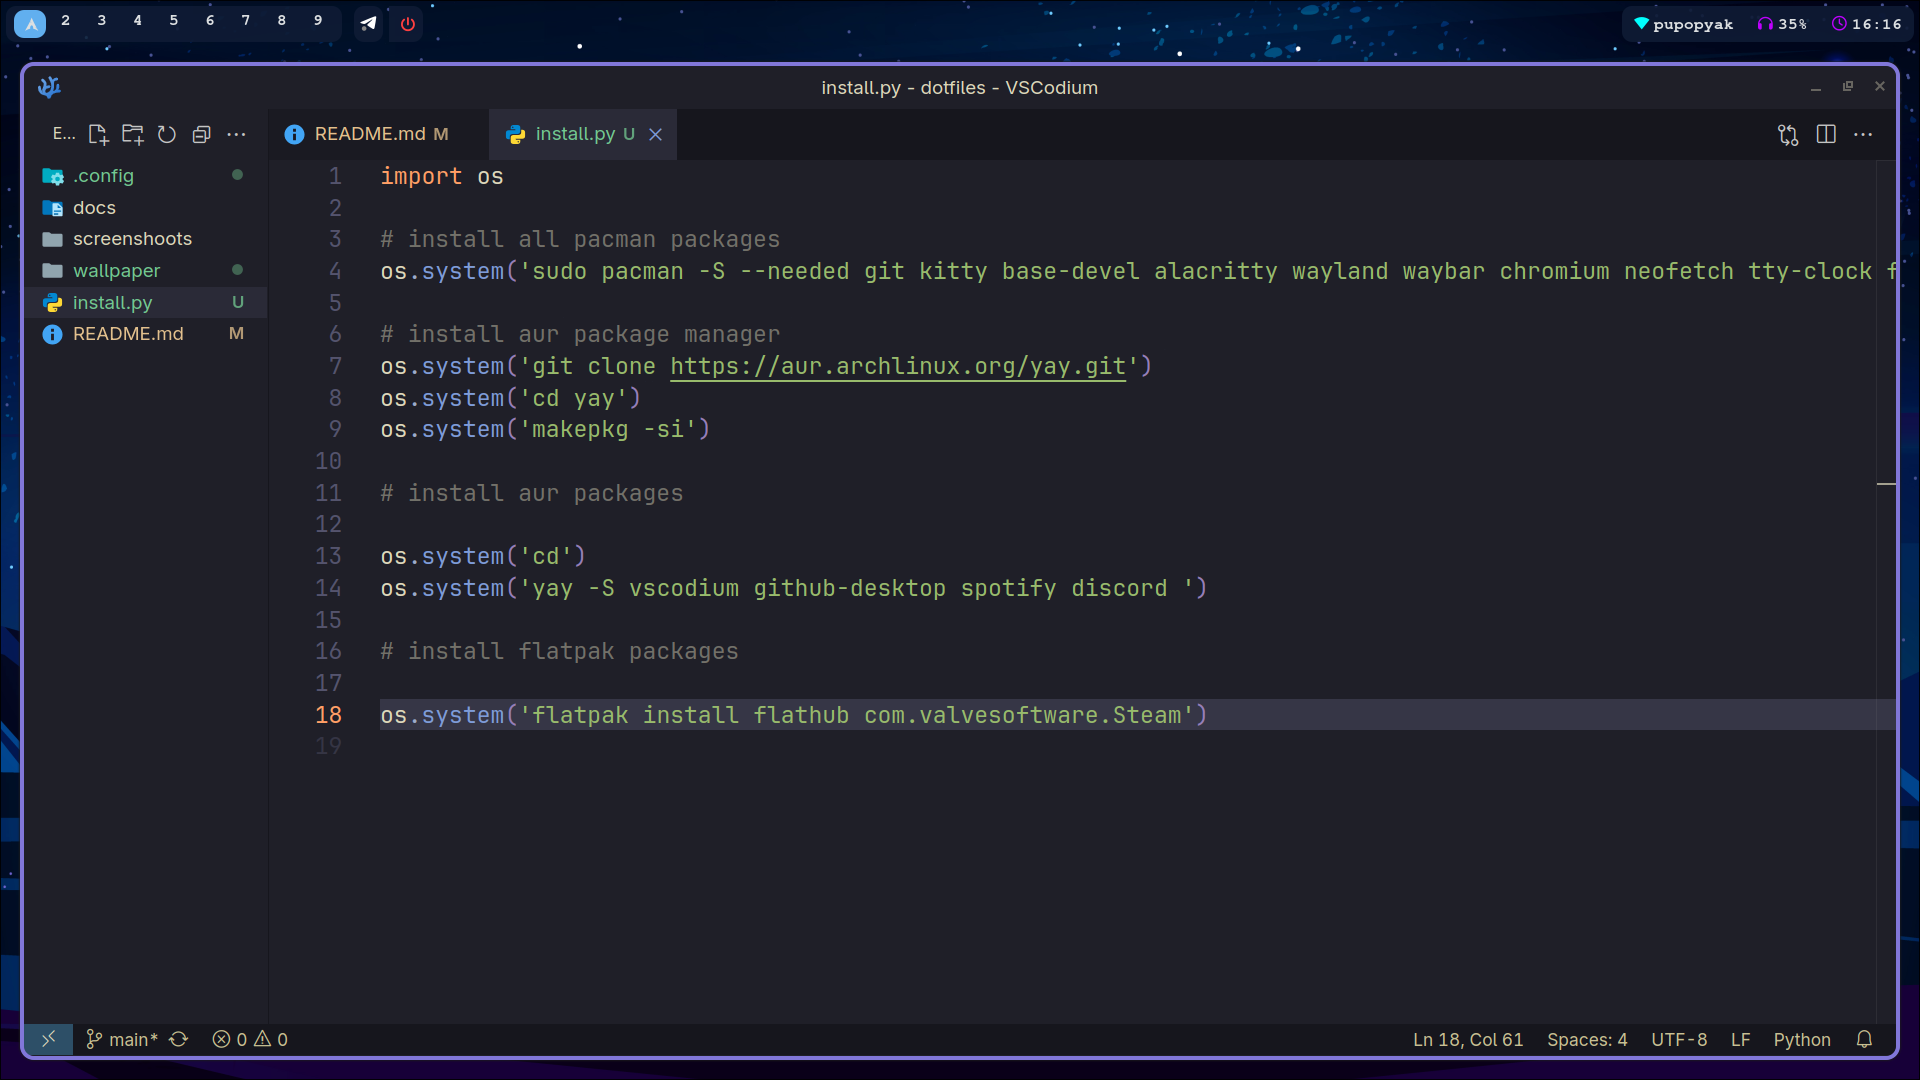 2 3 4 5 6 7 8 9
pupopyak 35% 16:16
install.py - dotfiles - VSCodium
E...
README.md M
install.py U
.config
docs
screenshoots
wallpaper
install.py U
README.md M
1 import os
2
3 # install all pacman packages
4 os.system('sudo pacman -S --needed git kitty base-devel alacritty wayland waybar chromium neofetch tty-clock f
5
6 # install aur package manager
7 os.system('git clone https://aur.archlinux.org/yay.git')
8 os.system('cd yay')
9 os.system('makepkg -si')
10
11 # install aur packages
12
13 os.system('cd')
14 os.system('yay -S vscodium github-desktop spotify discord ')
15
16 # install flatpak packages
17
18 os.system('flatpak install flathub com.valvesoftware.Steam')
19
main* 0 0
Ln 18, Col 61 Spaces: 4 UTF-8 LF Python